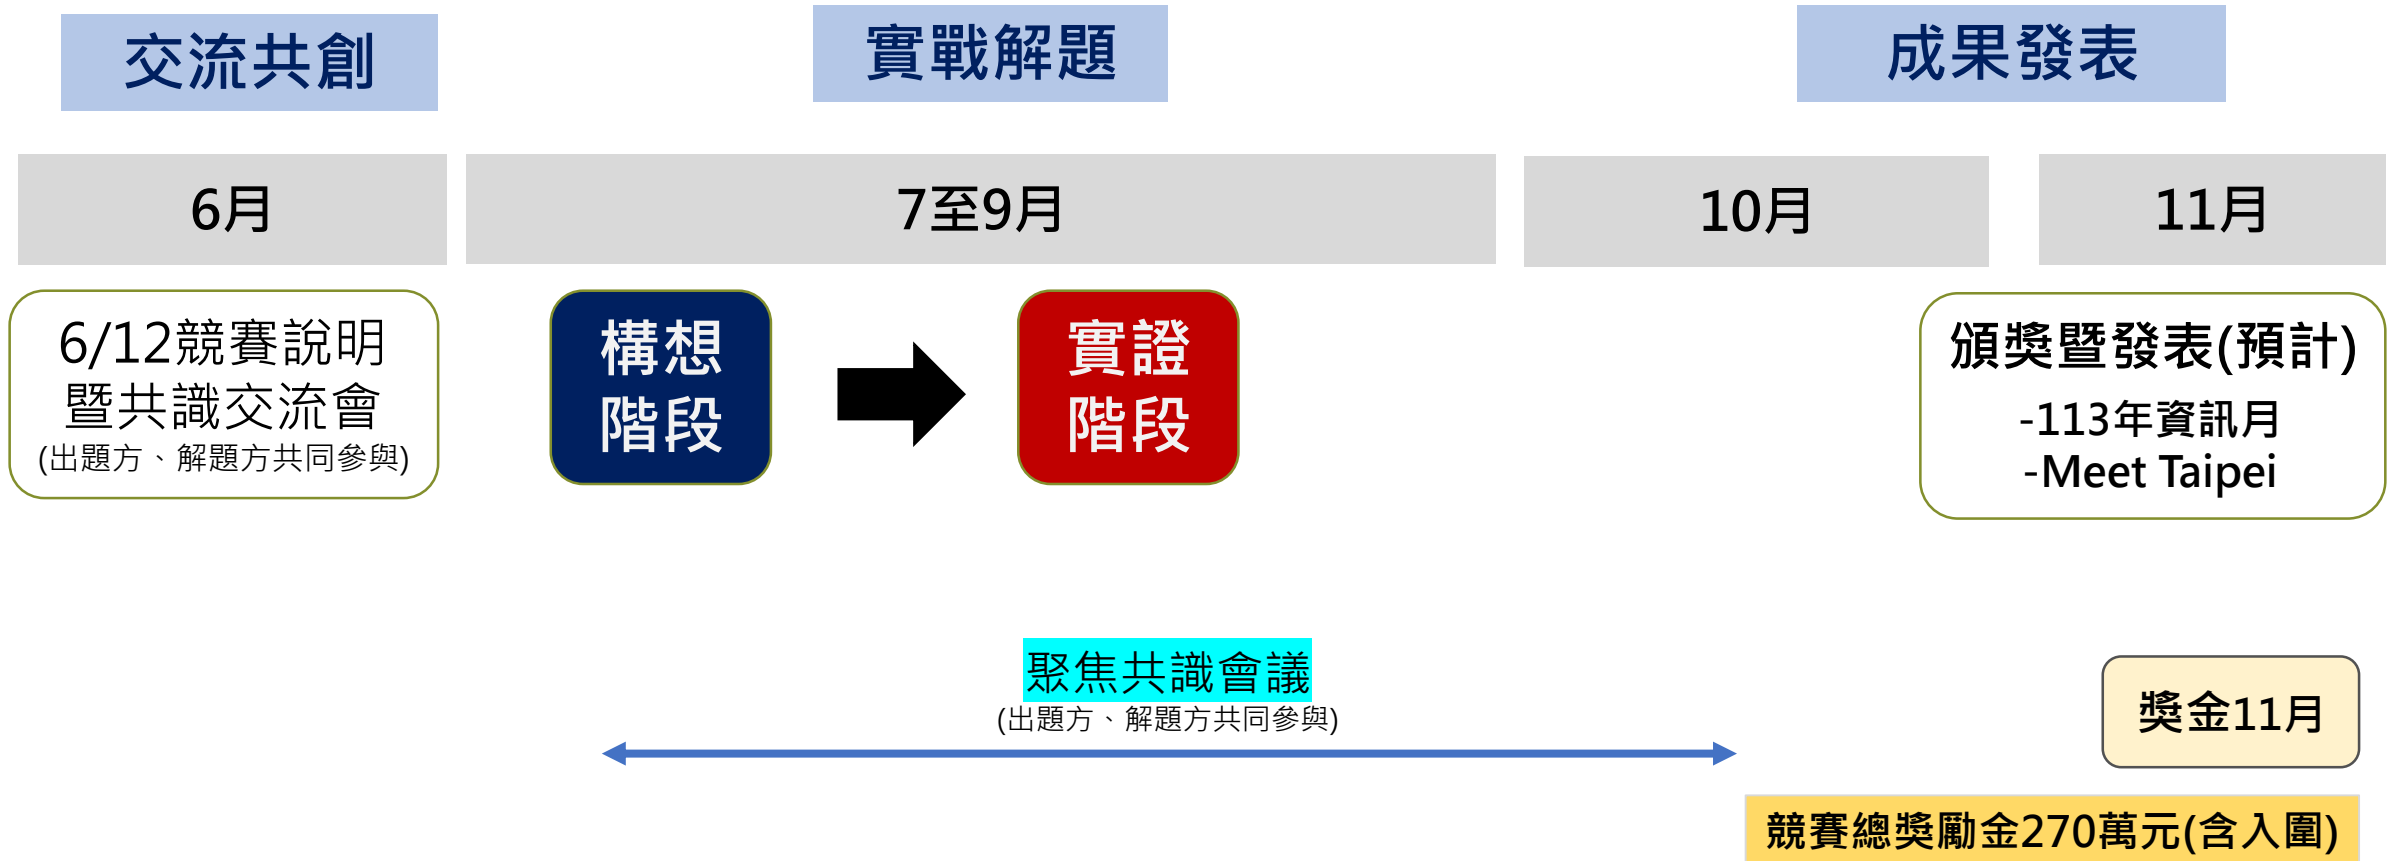 交流共創
實戰解題
成果發表
6月
7至9月
10月
11月
6/12競賽說明
暨共識交流會
(出題方、解題方共同參與)
構想
階段
實證
階段
頒獎暨發表(預計)
-113年資訊月
-Meet Taipei
聚焦共識會議
(出題方、解題方共同參與)
獎金11月
競賽總獎勵金270萬元(含入圍)